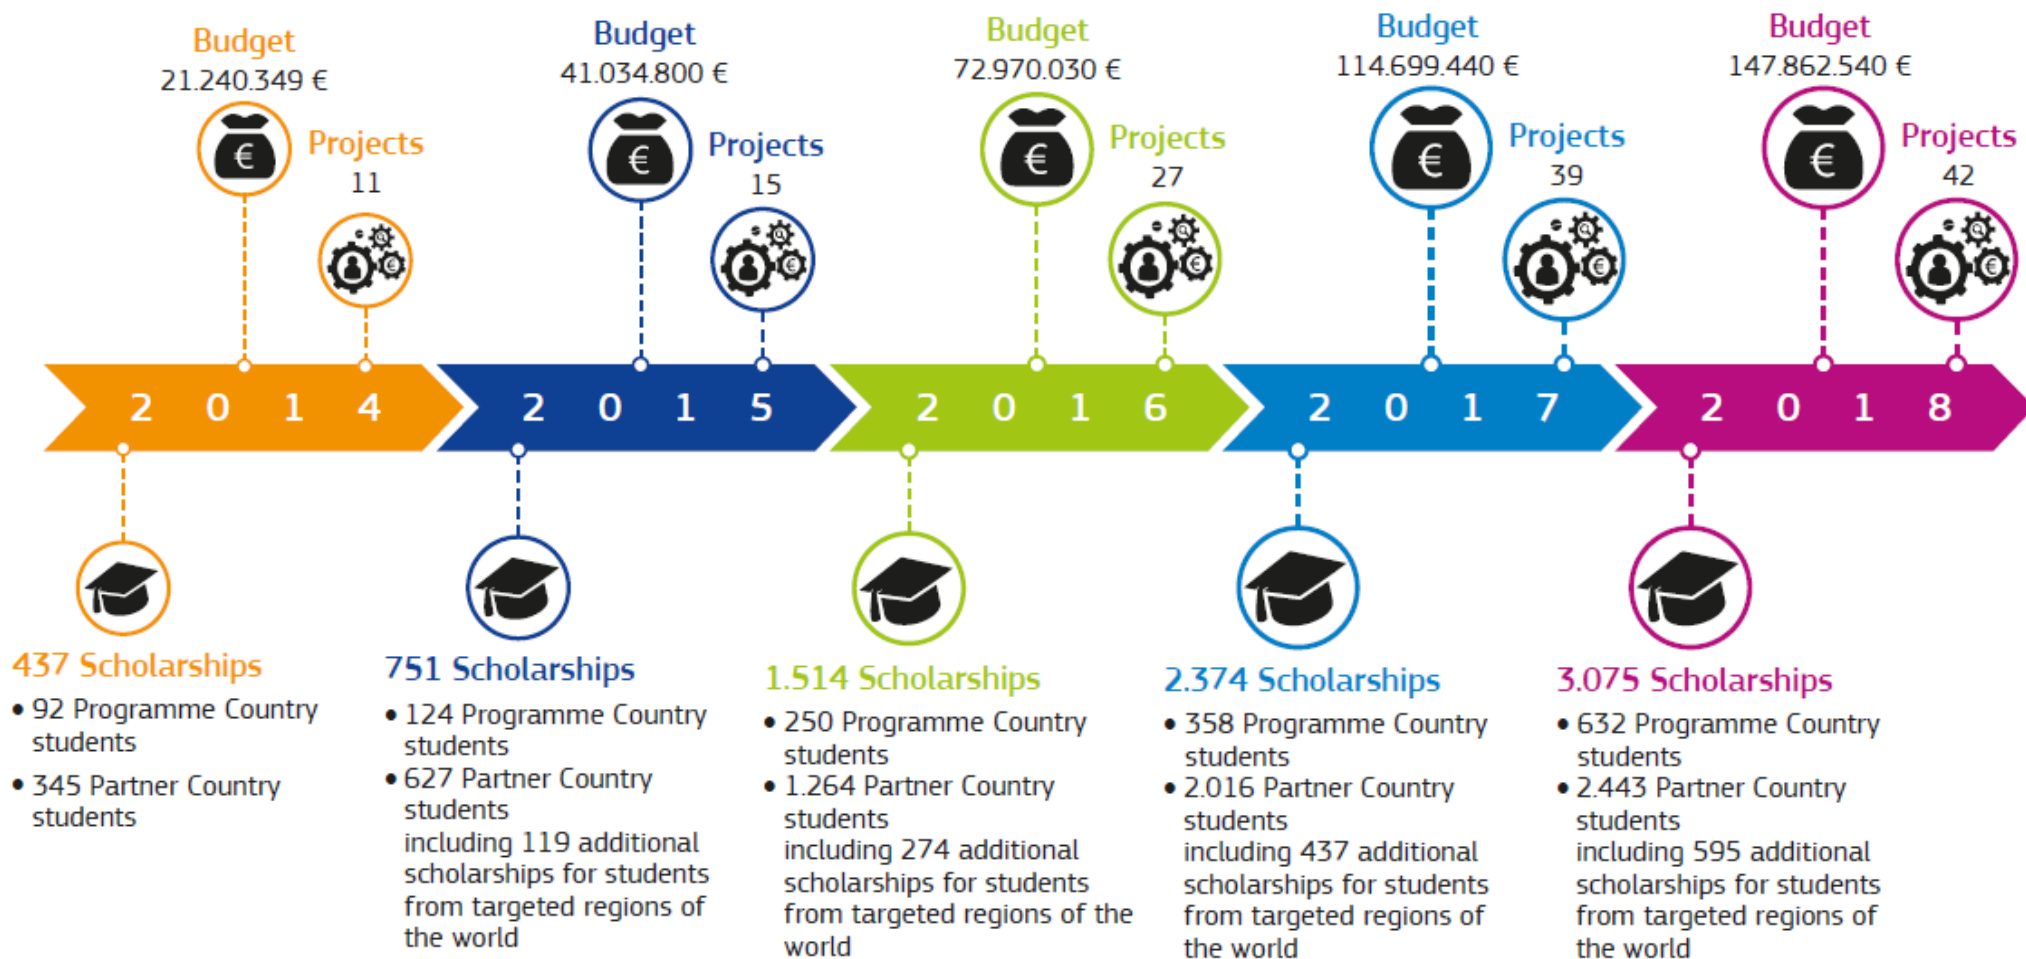 Budget
21.240.349 €
Projects
11
Budget
41.034.800 €
Projects
15
Budget
72.970.030 €
Projects
27
Budget
114.699.440 €
Projects
39
Budget
147.862.540 €
Projects
42
€
€
€
€
€
€
€
€
€
€
2 0 1 4
2 0 1 5
2 0 1 6
2 0 1 7
2 0 1 8
437 Scholarships
• 92 Programme Country
students
• 345 Partner Country
students
751 Scholarships
• 124 Programme Country
students
• 627 Partner Country
students
including 119 additional
scholarships for students
from targeted regions of
the world
1.514 Scholarships
• 250 Programme Country
students
• 1.264 Partner Country
students
including 274 additional
scholarships for students
from targeted regions of the
world
2.374 Scholarships
• 358 Programme Country
students
• 2.016 Partner Country
students
including 437 additional
scholarships for students
from targeted regions of
the world
3.075 Scholarships
• 632 Programme Country
students
• 2.443 Partner Country
students
including 595 additional
scholarships for students
from targeted regions of
the world